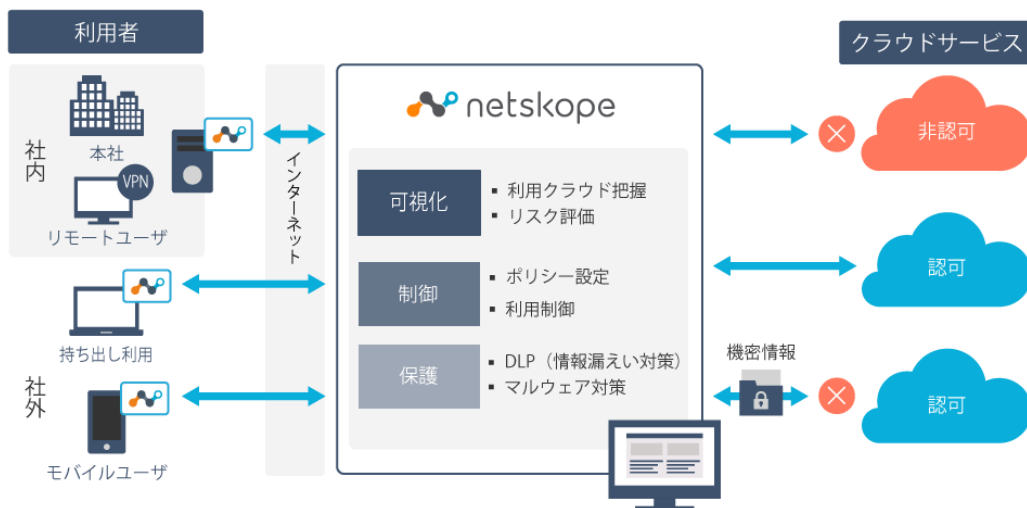 利用者
クラウドサービス
社内
本社
VPN
リモートユーザ
インターネット
netskope
非認可
可視化
▪ 利用クラウド把握
▪ リスク評価
認可
制御
▪ ポリシー設定
▪ 利用制御
持ち出し利用
保護
▪ DLP（情報漏えい対策）
▪ マルウェア対策
機密情報
認可
社外
モバイルユーザ